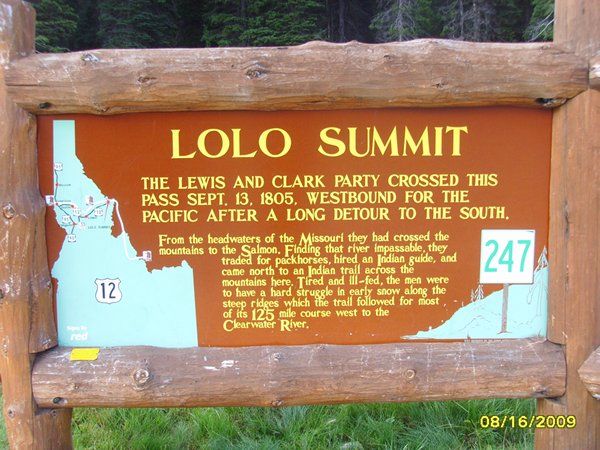 LOLO SUMMIT
THE LEWIS AND CLARK PARTY CROSSED THIS
PASS SEPT. 13, 1805, WESTBOUND FOR THE
PACIFIC AFTER A LONG DETOUR TO THE SOUTH.
From the headwaters of the Missouri they had crossed the
mountains to the Salmon. Finding that river impassable, they
traded for packhorses, hired an Indian guide, and
came north to an Indian trail across the
mountains here. Tired and ill-fed, the men were
to have a hard struggle in early snow along the
steep ridges which the trail followed for most
of its 125 mile course west to the
Clearwater River.
247
LOLO SUMMIT
12
Signs By
red
08/16/2009